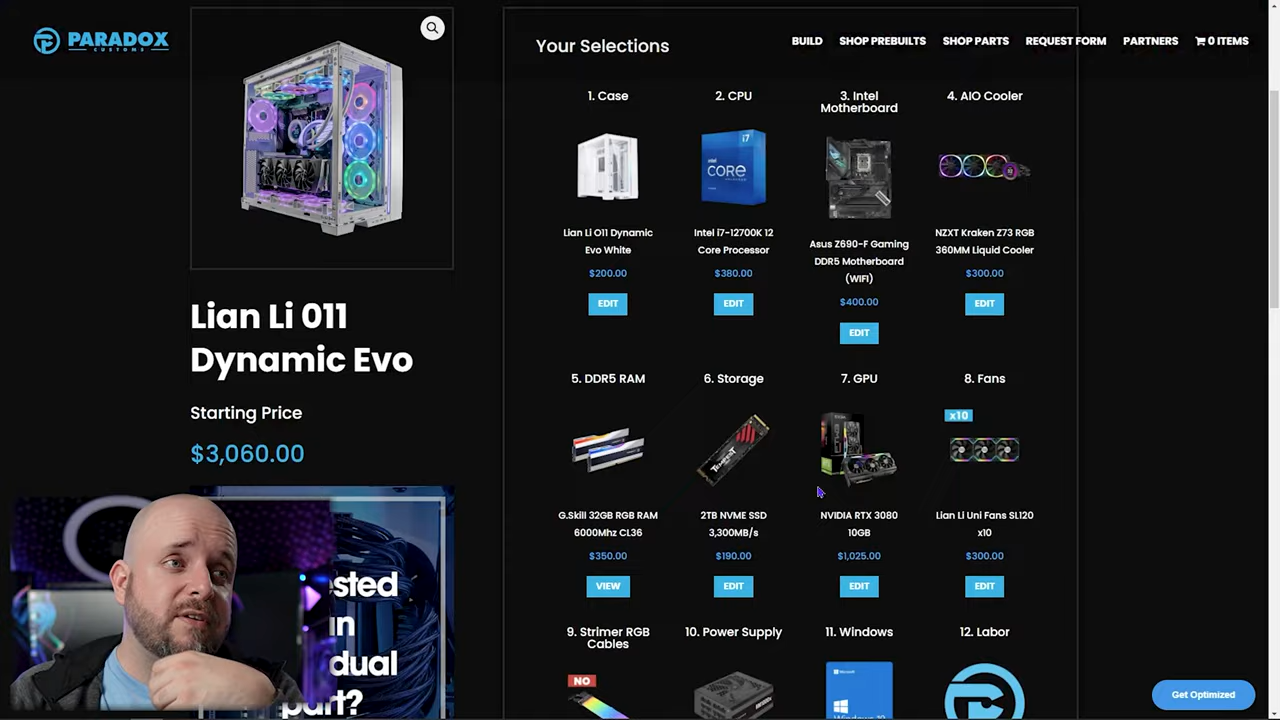 PARADOX
CUSTOMS
BUILD
SHOP PREBUILTS
SHOP PARTS
REQUEST FORM
PARTNERS
0 ITEMS
Your Selections
1. Case
2. CPU
3. Intel
Motherboard
4. AIO Cooler
i7
intel
CORE
Lian Li O11 Dynamic
Evo White
$200.00
EDIT
Intel i7-12700K 12
Core Processor
$380.00
EDIT
Asus Z690-F Gaming
DDR5 Motherboard
(WIFI)
$400.00
EDIT
NZXT Kraken Z73 RGB
360MM Liquid Cooler
$300.00
EDIT
Lian Li 011
Dynamic Evo
Starting Price
$3,060.00
5. DDR5 RAM
6. Storage
7. GPU
8. Fans
x10
G.Skill 32GB RGB RAM
6000Mhz CL36
$350.00
VIEW
2TB NVME SSD
3,300MB/s
$190.00
EDIT
NVIDIA RTX 3080
10GB
$1,025.00
EDIT
Lian Li Uni Fans SL120
x10
$300.00
EDIT
sted
n
dual
part?
9. Strimer RGB
Cables
10. Power Supply
11. Windows
12. Labor
NO
Microsoft
Windows 10
Get Optimized